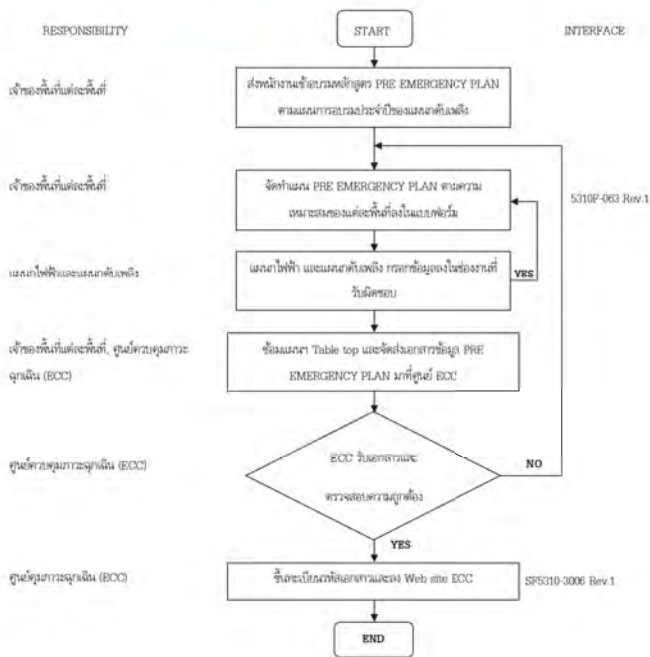 RESPONSIBILITY
START
INTERFACE
เจ้าของพื้นที่แต่ละพื้นที่
ส่งพนักงานเข้าอบรมหลักสูตร PRE EMERGENCY PLAN
ตามแผนการอบรมประจำปีของแผนกดับเพลิง
เจ้าของพื้นที่แต่ละพื้นที่
จัดทำแผน PRE EMERGENCY PLAN ตามความ
เหมาะสมของแต่ละพื้นที่ลงในแบบฟอร์ม
5310F-063 Rev.1
แผนกไฟฟ้าและแผนกดับเพลิง
แผนกไฟฟ้า และแผนกดับเพลิง กรอกข้อมูลลงในช่องงานที่
รับผิดชอบ
YES
เจ้าของพื้นที่แต่ละพื้นที่, ศูนย์ควบคุมภาวะ
ฉุกเฉิน (ECC)
ซ้อมแผนฯ Table top และจัดส่งเอกสารข้อมูล PRE
EMERGENCY PLAN มาที่ศูนย์ ECC
ศูนย์ควบคุมภาวะฉุกเฉิน (ECC)
ECC รับเอกสารและ
ตรวจสอบความถูกต้อง
NO
YES
ศูนย์คุมภาวะฉุกเฉิน (ECC)
ขึ้นทะเบียนรหัสเอกสารและลง Web site ECC
SF5310-3006 Rev.1
END